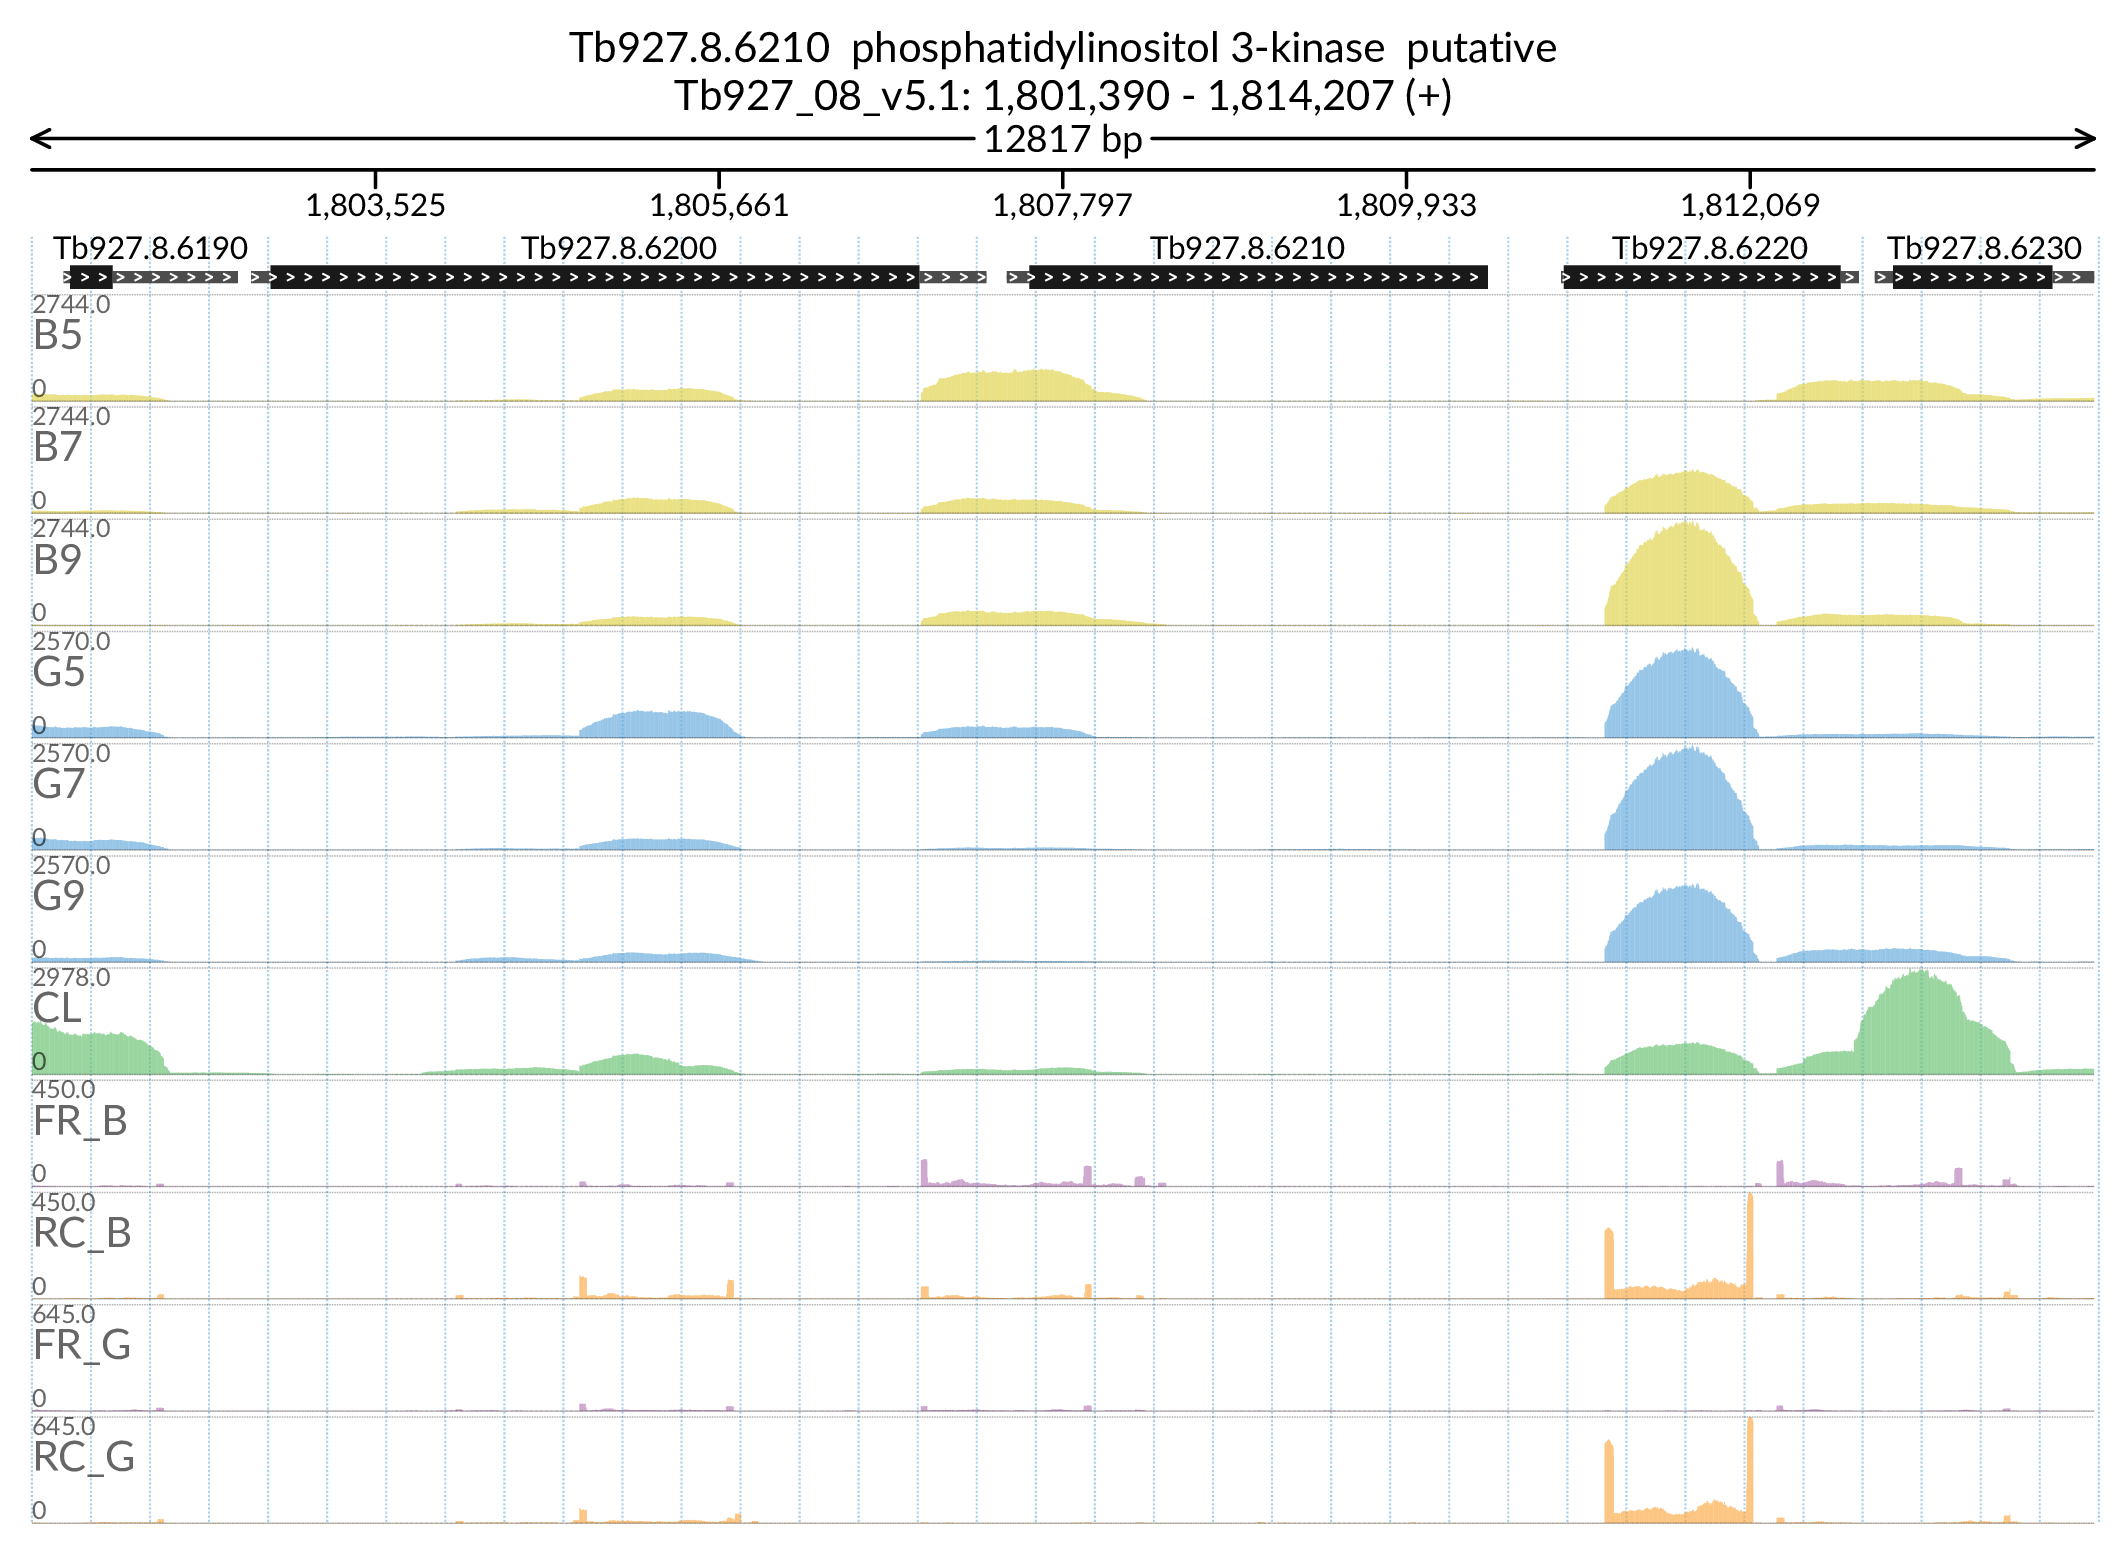 Tb927.8.6210  phosphatidylinositol 3-kinase  putative
Tb927_08_v5.1: 1,801,390 - 1,814,207 (+)
12817 bp
1,803,525 1,805,661 1,807,797 1,809,933 1,812,069
Tb927.8.6190 Tb927.8.6200 Tb927.8.6210 Tb927.8.6220 Tb927.8.6230
2744.0
B5
0
2744.0
B7
0
2744.0
B9
0
2570.0
G5
0
2570.0
G7
0
2570.0
G9
0
2978.0
CL
0
450.0
FR_B
0
450.0
RC_B
0
645.0
FR_G
0
645.0
RC_G
0